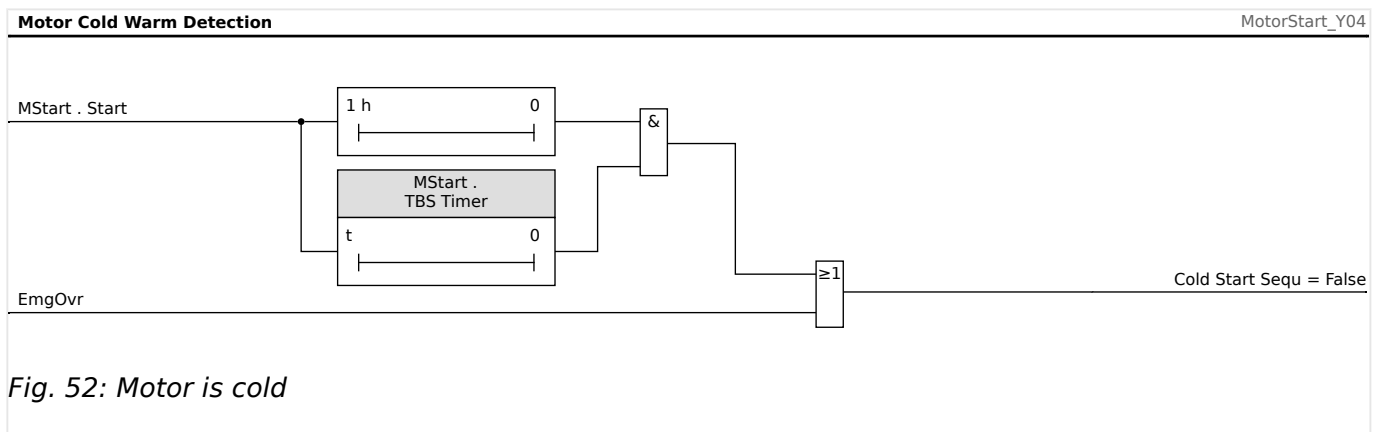 Motor Cold Warm Detection
MotorStart_Y04
MStart . Start
1 h 0
&
MStart .
TBS Timer
t 0
≥1
Cold Start Sequ = False
EmgOvr
Fig. 52: Motor is cold